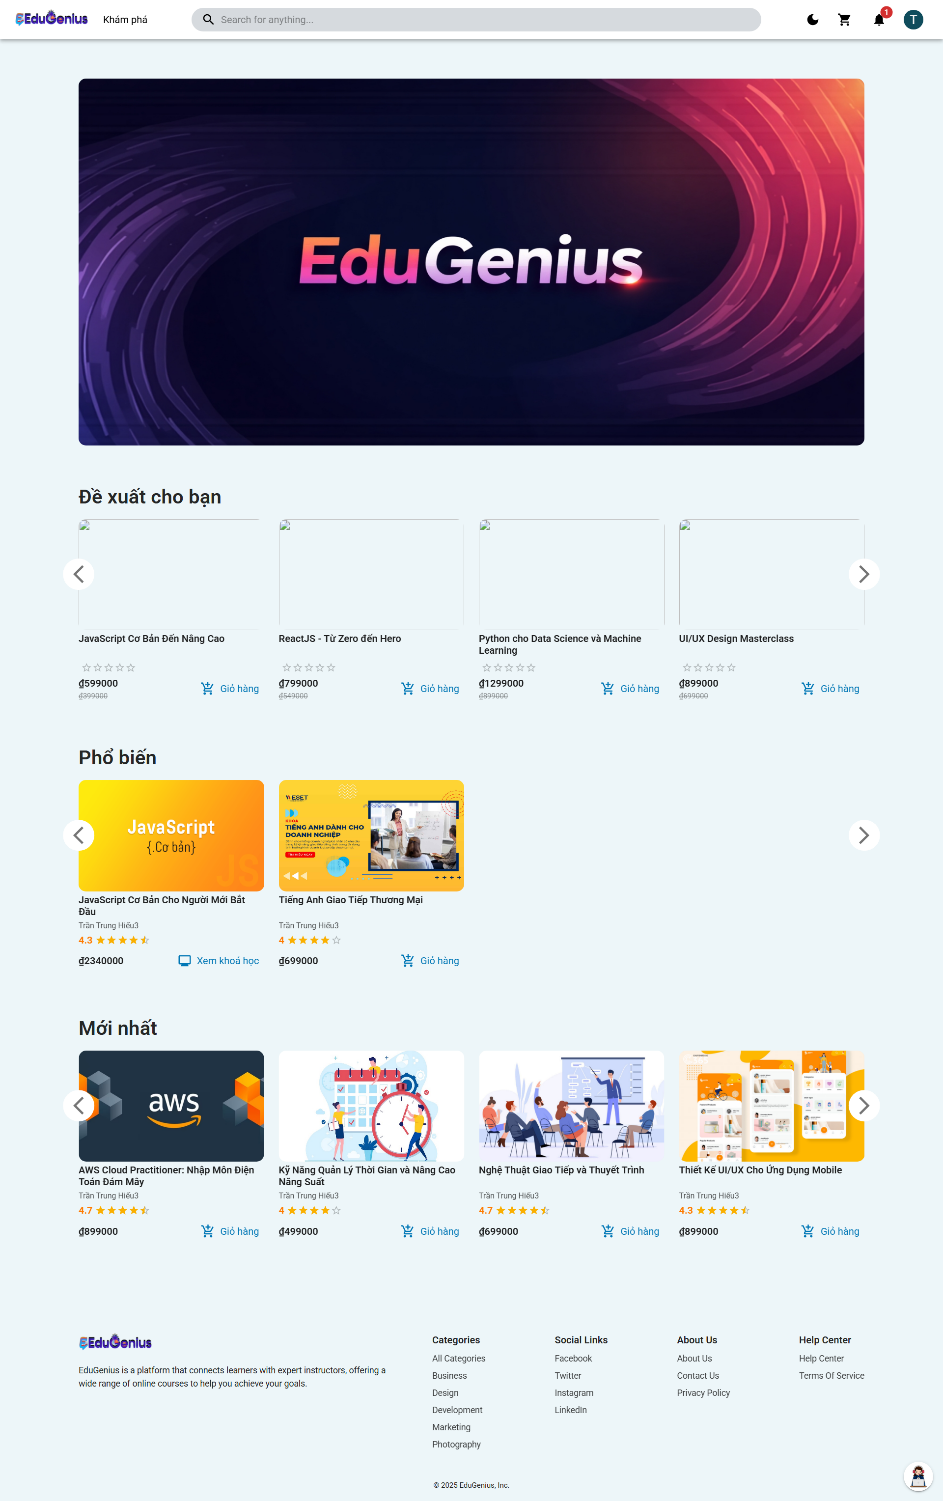 EduGenius
Khám phá
Search for anything...
1
T
EduGenius
Đề xuất cho bạn
JavaScript Cơ Bản Đến Nâng Cao
₫599000
₫399000
Giỏ hàng
ReactJS - Từ Zero đến Hero
₫799000
₫549000
Giỏ hàng
Python cho Data Science và Machine
Learning
₫1299000
₫899000
Giỏ hàng
UI/UX Design Masterclass
₫899000
₫699000
Giỏ hàng
Phổ biến
JavaScript
{.Cơ bản}
JS
JavaScript Cơ Bản Cho Người Mới Bắt
Đầu
Trần Trung Hiếu3
4.3
₫2340000
Xem khoá học
ESET
TIẾNG ANH DÀNH CHO
DOANH NGHIỆP
Tiếng Anh Giao Tiếp Thương Mại
Trần Trung Hiếu3
4
₫699000
Giỏ hàng
Mới nhất
aws
AWS Cloud Practitioner: Nhập Môn Điện
Toán Đám Mây
Trần Trung Hiếu3
4.7
₫899000
Giỏ hàng
Kỹ Năng Quản Lý Thời Gian và Nâng Cao
Năng Suất
Trần Trung Hiếu3
4
₫499000
Giỏ hàng
Nghệ Thuật Giao Tiếp và Thuyết Trình
Trần Trung Hiếu3
4.7
₫699000
Giỏ hàng
Thiết Kế UI/UX Cho Ứng Dụng Mobile
Trần Trung Hiếu3
4.3
₫899000
Giỏ hàng
EduGenius
EduGenius is a platform that connects learners with expert instructors, offering a
wide range of online courses to help you achieve your goals.
Categories
All Categories
Business
Design
Development
Marketing
Photography
Social Links
Facebook
Twitter
Instagram
LinkedIn
About Us
About Us
Contact Us
Privacy Policy
Help Center
Help Center
Terms Of Service
© 2025 EduGenius, Inc.